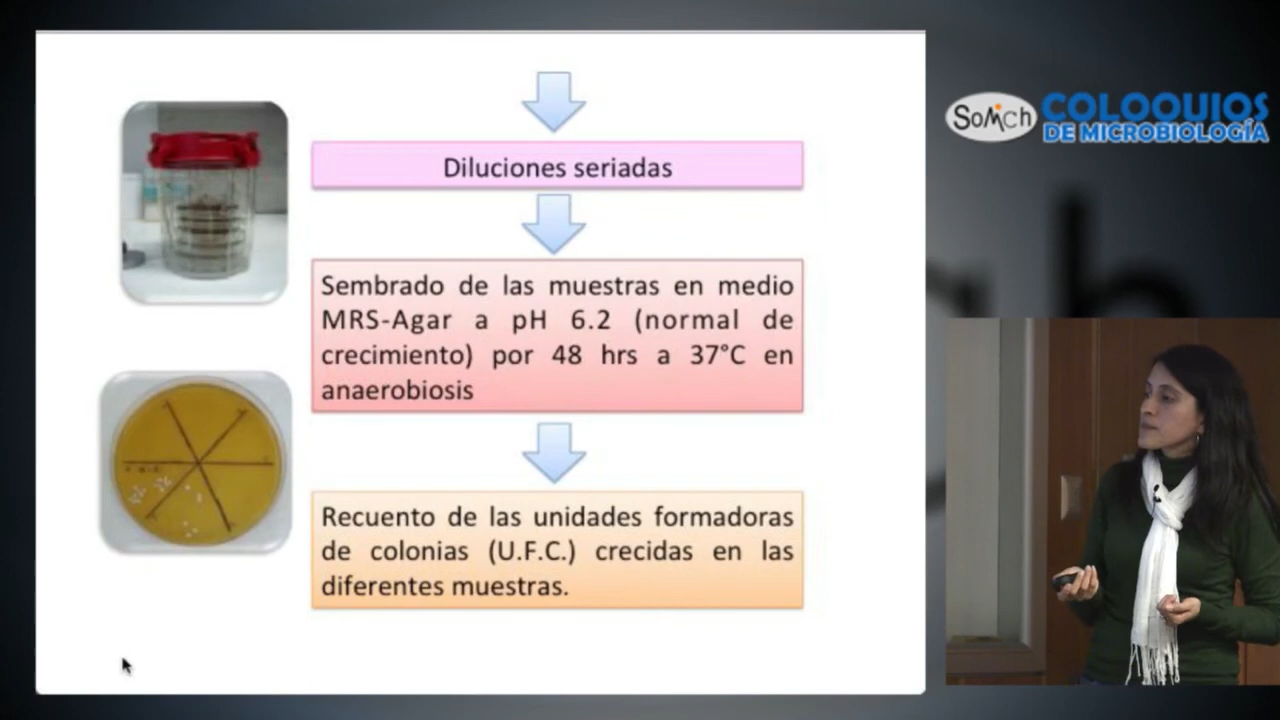 SoMich
COLOQUIOS
DE MICROBIOLOGÍA
Diluciones seriadas
Sembrado de las muestras en medio
MRS-Agar a pH 6.2 (normal de
crecimiento) por 48 hrs a 37°C en
anaerobiosis
Recuento de las unidades formadoras
de colonias (U.F.C.) crecidas en las
diferentes muestras.